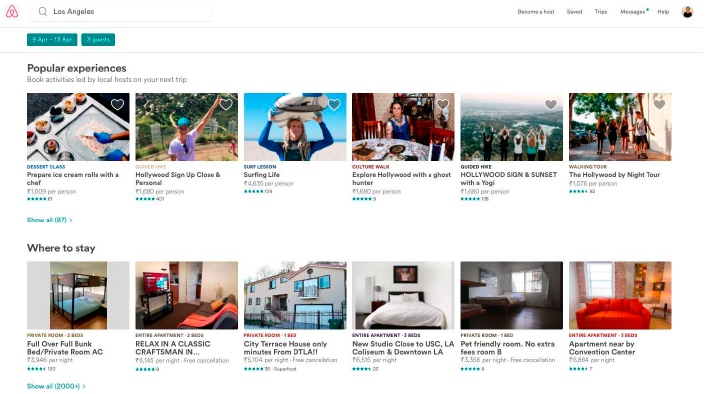 Los Angeles
Become a host
Saved
Trips
Messages
Help
9 Apr – 13 Apr
3 guests
Popular experiences
Book activities led by local hosts on your next trip
DESSERT CLASS
Prepare ice cream rolls with a
chef
₹1,009 per person
61
GUIDED HIKE
Hollywood Sign Up Close &
Personal
₹1,680 per person
401
SURF LESSON
Surfing Life
₹4,635 per person
104
CULTURE WALK
Explore Hollywood with a ghost
hunter
₹1,680 per person
9
GUIDED HIKE
HOLLYWOOD SIGN & SUNSET
with a Yogi
₹1,680 per person
138
WALKING TOUR
The Hollywood by Night Tour
₹1,076 per person
82
Show all (87) >
Where to stay
PRIVATE ROOM · 2 BEDS
Full Over Full Bunk
Bed/Private Room AC
₹3,946 per night
130
ENTIRE APARTMENT · 2 BEDS
RELAX IN A CLASSIC
CRAFTSMAN IN...
₹6,145 per night · Free cancellation
9
PRIVATE ROOM · 1 BED
City Terrace House only
minutes From DTLA!!
₹5,104 per night · Free cancellation
36 · Superhost
ENTIRE APARTMENT · 3 BEDS
New Studio Close to USC, LA
Coliseum & Downtown LA
₹6,515 per night
20
PRIVATE ROOM · 1 BED
Pet friendly room. No extra
fees room B
₹3,358 per night · Free cancellation
4
ENTIRE APARTMENT · 3 BEDS
Apartment near by
Convention Center
₹6,884 per night
7
Show all (2000+) >